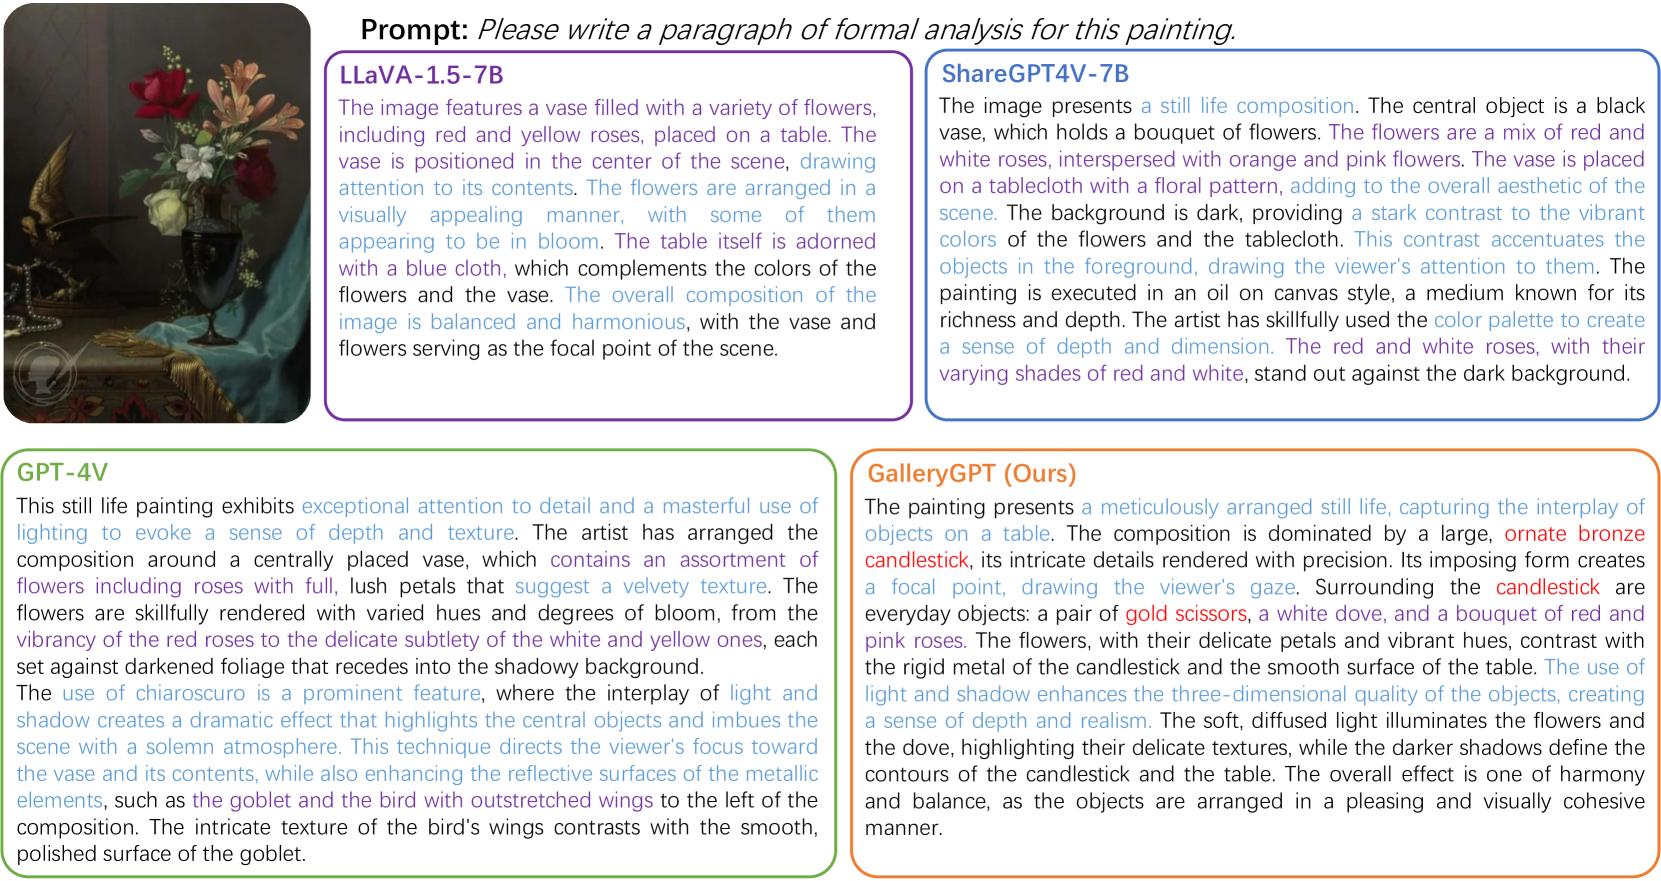 Prompt: Please write a paragraph of formal analysis for this painting.
LLaVA-1.5-7B
The image features a vase filled with a variety of flowers,
including red and yellow roses, placed on a table. The
vase is positioned in the center of the scene, drawing
attention to its contents. The flowers are arranged in a
visually appealing manner, with some of them
appearing to be in bloom. The table itself is adorned
with a blue cloth, which complements the colors of the
flowers and the vase. The overall composition of the
image is balanced and harmonious, with the vase and
flowers serving as the focal point of the scene.
ShareGPT4V-7B
The image presents a still life composition. The central object is a black
vase, which holds a bouquet of flowers. The flowers are a mix of red and
white roses, interspersed with orange and pink flowers. The vase is placed
on a tablecloth with a floral pattern, adding to the overall aesthetic of the
scene. The background is dark, providing a stark contrast to the vibrant
colors of the flowers and the tablecloth. This contrast accentuates the
objects in the foreground, drawing the viewer's attention to them. The
painting is executed in an oil on canvas style, a medium known for its
richness and depth. The artist has skillfully used the color palette to create
a sense of depth and dimension. The red and white roses, with their
varying shades of red and white, stand out against the dark background.
GPT-4V
This still life painting exhibits exceptional attention to detail and a masterful use of
lighting to evoke a sense of depth and texture. The artist has arranged the
composition around a centrally placed vase, which contains an assortment of
flowers including roses with full, lush petals that suggest a velvety texture. The
flowers are skillfully rendered with varied hues and degrees of bloom, from the
vibrancy of the red roses to the delicate subtlety of the white and yellow ones, each
set against darkened foliage that recedes into the shadowy background.
The use of chiaroscuro is a prominent feature, where the interplay of light and
shadow creates a dramatic effect that highlights the central objects and imbues the
scene with a solemn atmosphere. This technique directs the viewer's focus toward
the vase and its contents, while also enhancing the reflective surfaces of the metallic
elements, such as the goblet and the bird with outstretched wings to the left of the
composition. The intricate texture of the bird's wings contrasts with the smooth,
polished surface of the goblet.
GalleryGPT (Ours)
The painting presents a meticulously arranged still life, capturing the interplay of
objects on a table. The composition is dominated by a large, ornate bronze
candlestick, its intricate details rendered with precision. Its imposing form creates
a focal point, drawing the viewer's gaze. Surrounding the candlestick are
everyday objects: a pair of gold scissors, a white dove, and a bouquet of red and
pink roses. The flowers, with their delicate petals and vibrant hues, contrast with
the rigid metal of the candlestick and the smooth surface of the table. The use of
light and shadow enhances the three-dimensional quality of the objects, creating
a sense of depth and realism. The soft, diffused light illuminates the flowers and
the dove, highlighting their delicate textures, while the darker shadows define the
contours of the candlestick and the table. The overall effect is one of harmony
and balance, as the objects are arranged in a pleasing and visually cohesive
manner.